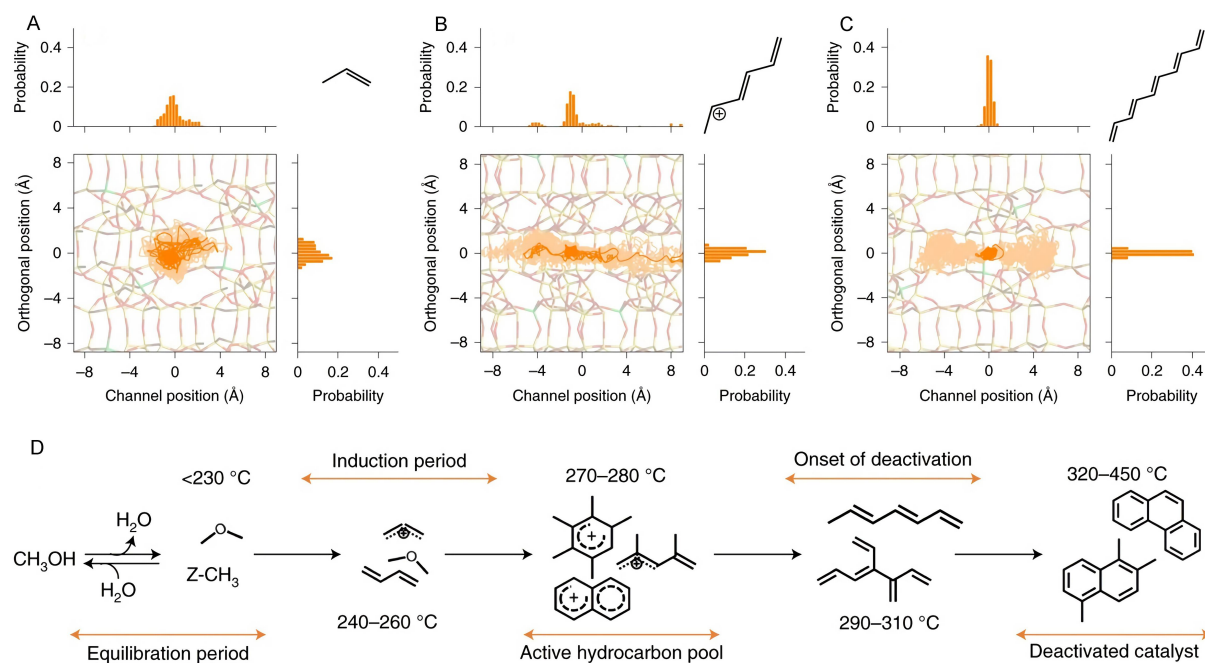 A
Probability
0.4
0.2
0
Orthogonal position (Å)
8
4
0
−4
−8
−8 −4 0 4 8
Channel position (Å)
0 0.2 0.4
Probability
B
Probability
0.4
0.2
0
⊕
Orthogonal position (Å)
8
4
0
−4
−8
−8 −4 0 4 8
Channel position (Å)
0 0.2 0.4
Probability
C
Probability
0.4
0.2
0
Orthogonal position (Å)
8
4
0
−4
−8
−8 −4 0 4 8
Channel position (Å)
0 0.2 0.4
Probability
D
CH₃OH
H₂O
H₂O
<230 °C
O
Z-CH₃
Equilibration period
Induction period
⊕
O
240–260 °C
270–280 °C
+
⊕
+
Active hydrocarbon pool
Onset of deactivation
290–310 °C
320–450 °C
Deactivated catalyst